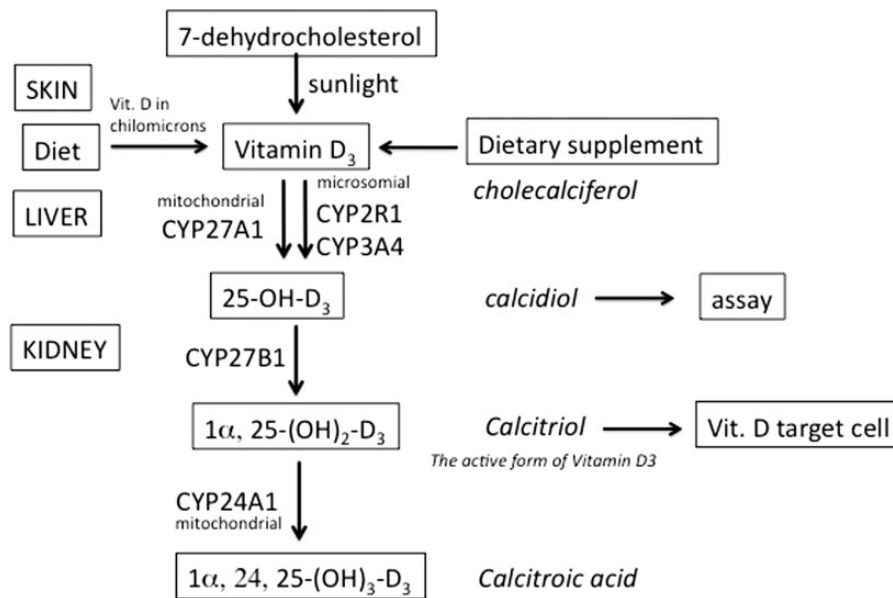 7-dehydrocholesterol
sunlight
SKIN
Vit. D in
chilomicrons
Diet
Vitamin D₃
Dietary supplement
cholecalciferol
mitochondrial
CYP27A1
microsomial
CYP2R1
CYP3A4
LIVER
25-OH-D₃
calcidiol
assay
KIDNEY
CYP27B1
1α, 25-(OH)₂-D₃
Calcitriol
Vit. D target cell
The active form of Vitamin D3
CYP24A1
mitochondrial
1α, 24, 25-(OH)₃-D₃
Calcitroic acid